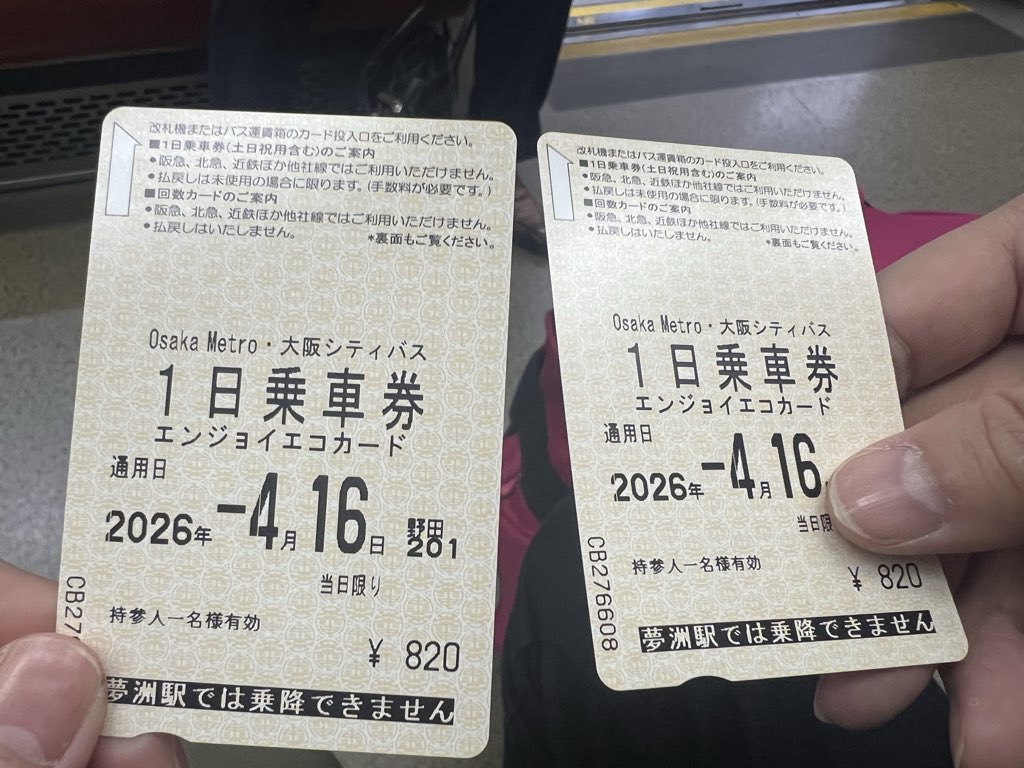 改札機またはバス運賃箱のカード投入口をご利用ください。
■1日乗車券(土日祝用含む)のご案内
●阪急、北急、近鉄ほか他社線ではご利用いただけません。
●払戻しは未使用の場合に限ります。(手数料が必要です。)
■回数カードのご案内
●阪急、北急、近鉄ほか他社線ではご利用いただけません。
●払戻しはいたしません。 *裏面もご覧ください。
Osaka Metro・大阪シティバス
1日乗車券
エンジョイエコカード
通用日
2026年 -4月16日 野田201
当日限り
持参人一名様有効
¥ 820
夢洲駅では乗降できません
CB27
改札機またはバス運賃箱のカード投入口をご利用ください。
■1日乗車券(土日祝用含む)のご案内
●阪急、北急、近鉄ほか他社線ではご利用いただけません。
●払戻しは未使用の場合に限ります。(手数料が必要です。)
■回数カードのご案内
●阪急、北急、近鉄ほか他社線ではご利用いただけません。
●払戻しはいたしません。 *裏面もご覧ください。
Osaka Metro・大阪シティバス
1日乗車券
エンジョイエコカード
通用日
2026年 -4月16
当日限
持参人一名様有効
¥ 820
夢洲駅では乗降できません
CB276608